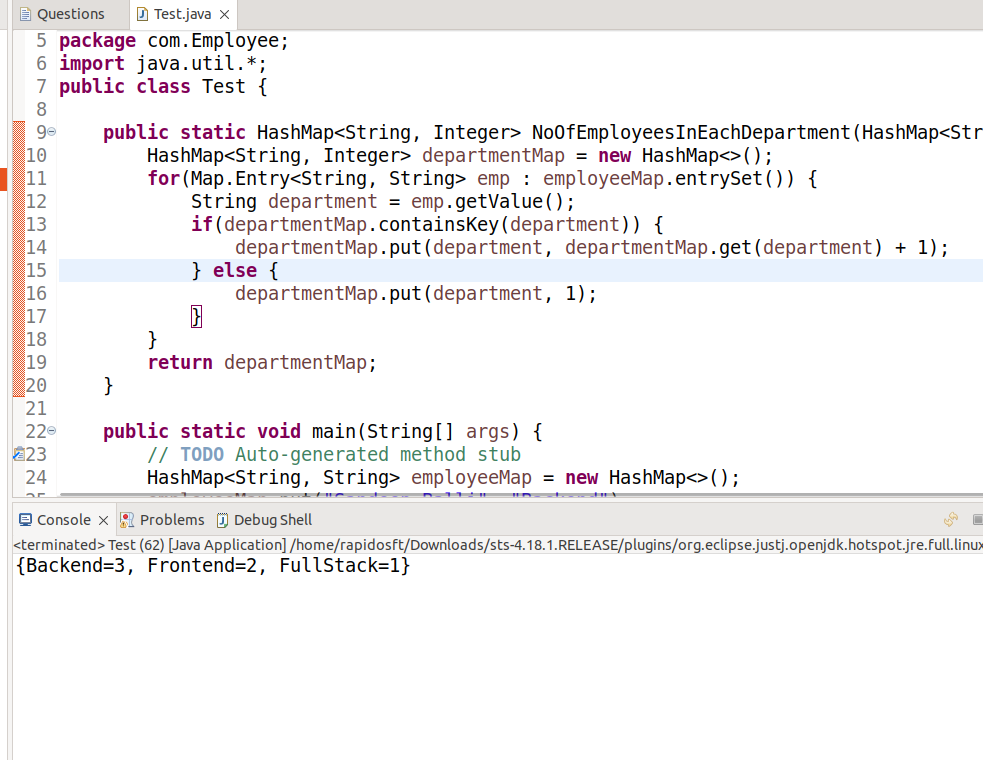 Questions Test.java
5 package com.Employee;
6 import java.util.*;
7 public class Test {
8
9 public static HashMap<String, Integer> NoOfEmployeesInEachDepartment(HashMap<Str
10 HashMap<String, Integer> departmentMap = new HashMap<>();
11 for(Map.Entry<String, String> emp : employeeMap.entrySet()) {
12 String department = emp.getValue();
13 if(departmentMap.containsKey(department)) {
14 departmentMap.put(department, departmentMap.get(department) + 1);
15 } else {
16 departmentMap.put(department, 1);
17 }
18 }
19 return departmentMap;
20 }
21
22 public static void main(String[] args) {
23 // TODO Auto-generated method stub
24 HashMap<String, String> employeeMap = new HashMap<>();
Console Problems Debug Shell
<terminated> Test (62) [Java Application] /home/rapidosft/Downloads/sts-4.18.1.RELEASE/plugins/org.eclipse.justj.openjdk.hotspot.jre.full.linux
{Backend=3, Frontend=2, FullStack=1}